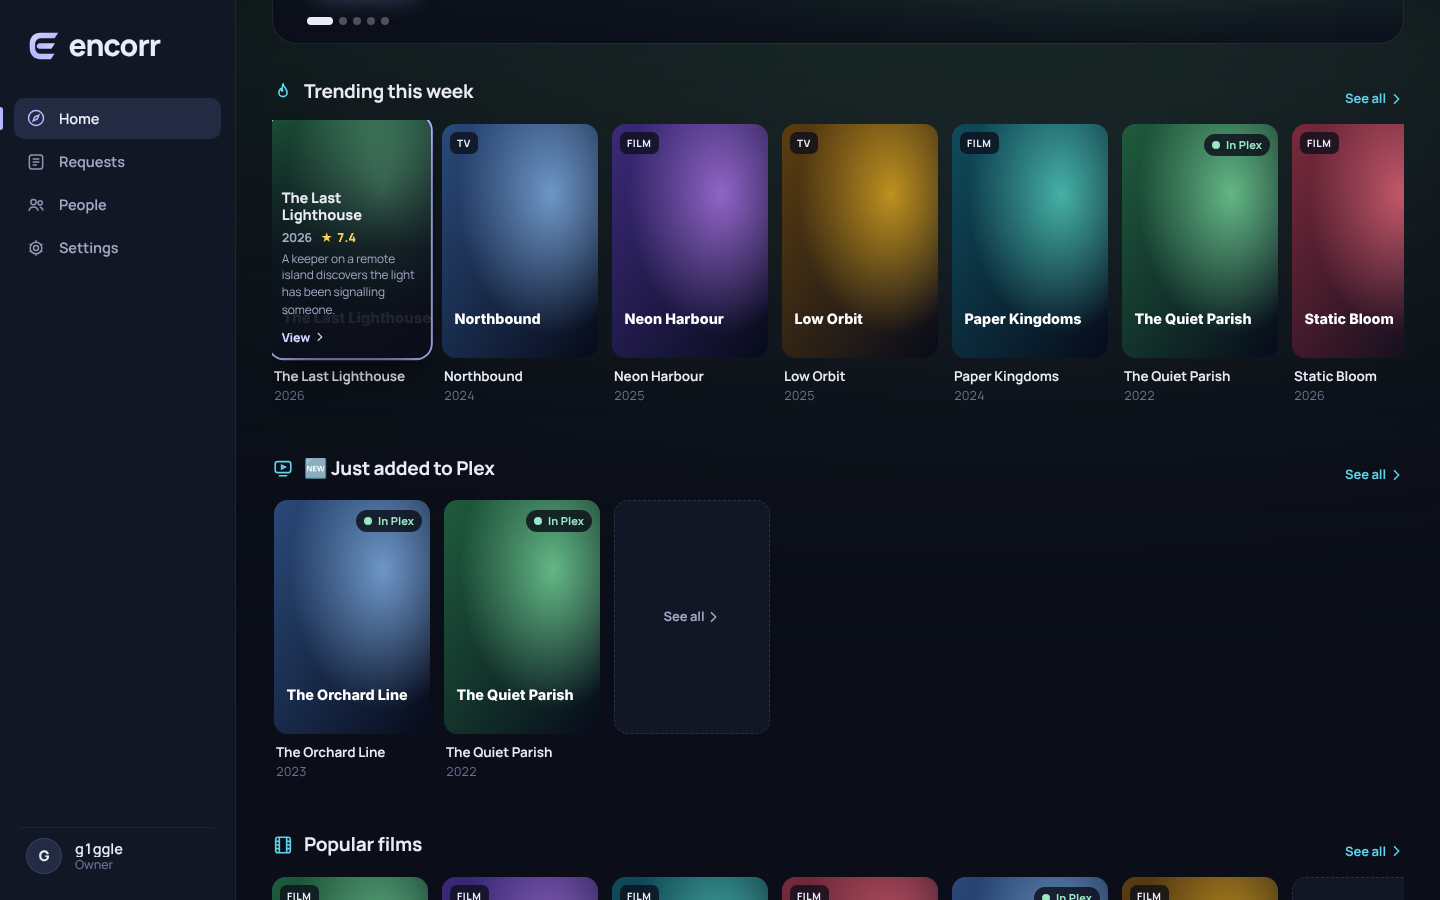 encorr
Home
Requests
People
Settings
g1ggle
Owner
G
Trending this week
See all
The Last
Lighthouse
2026 ★ 7.4
A keeper on a remote
island discovers the light
has been signalling
someone.
The Last Lighthouse
View
The Last Lighthouse
2026
TV
Northbound
Northbound
2024
FILM
Neon Harbour
Neon Harbour
2025
TV
Low Orbit
Low Orbit
2025
FILM
Paper Kingdoms
Paper Kingdoms
2024
In Plex
The Quiet Parish
The Quiet Parish
2022
FILM
Static Bloom
Static Bloom
2026
🆕 Just added to Plex
See all
In Plex
The Orchard Line
The Orchard Line
2023
In Plex
The Quiet Parish
The Quiet Parish
2022
See all
Popular films
See all
FILM
FILM
FILM
FILM
In Plex
FILM